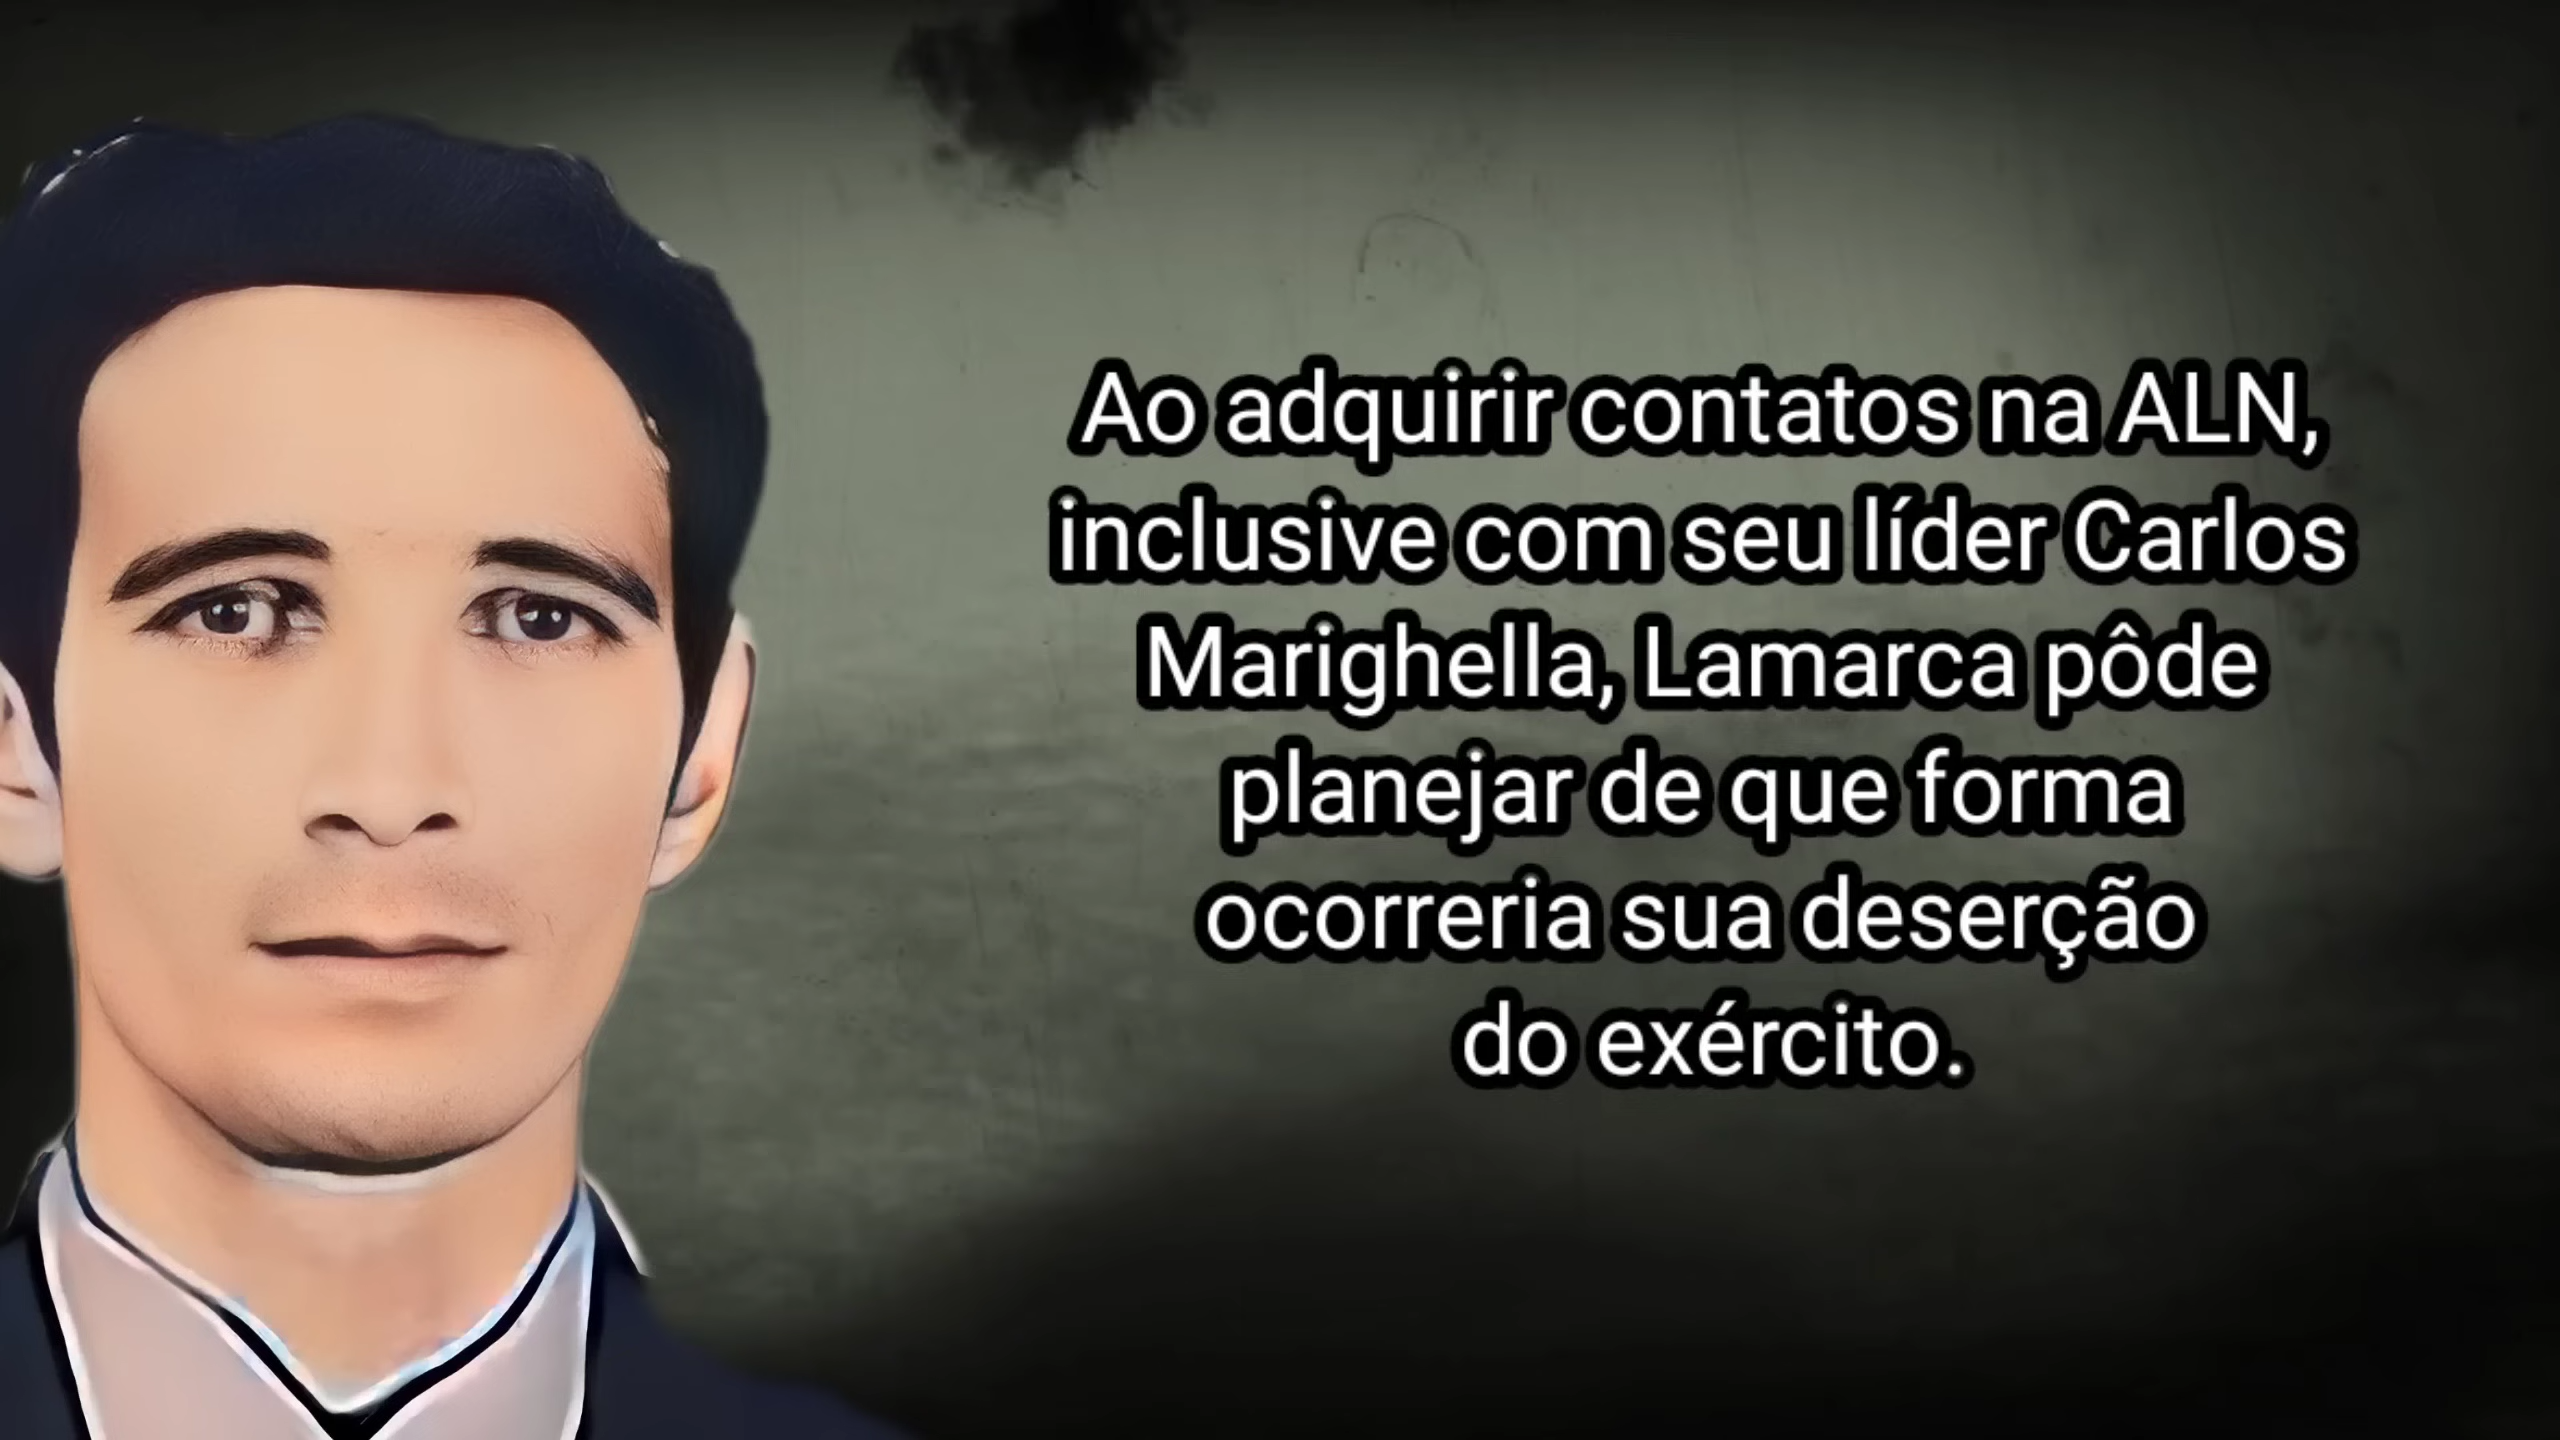 Ao adquirir contatos na ALN,
inclusive com seu líder Carlos
Marighella, Lamarca pôde
planejar de que forma
ocorreria sua deserção
do exército.